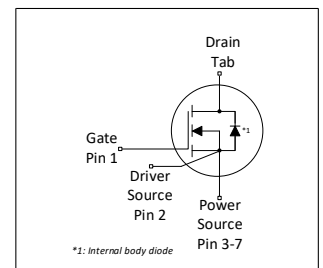 Drain
Tab
*1
Gate
Pin 1
Driver
Source
Pin 2
Power
Source
Pin 3-7
*1: Internal body diode